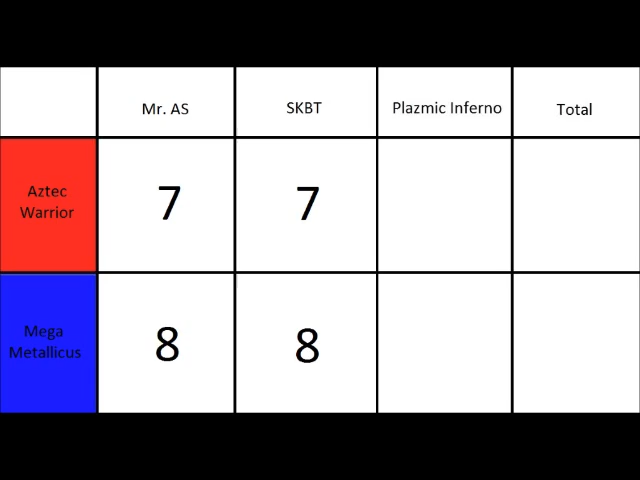 Mr. AS SKBT Plazmic Inferno Total
Aztec
Warrior
7 7
Mega
Metallicus
8 8